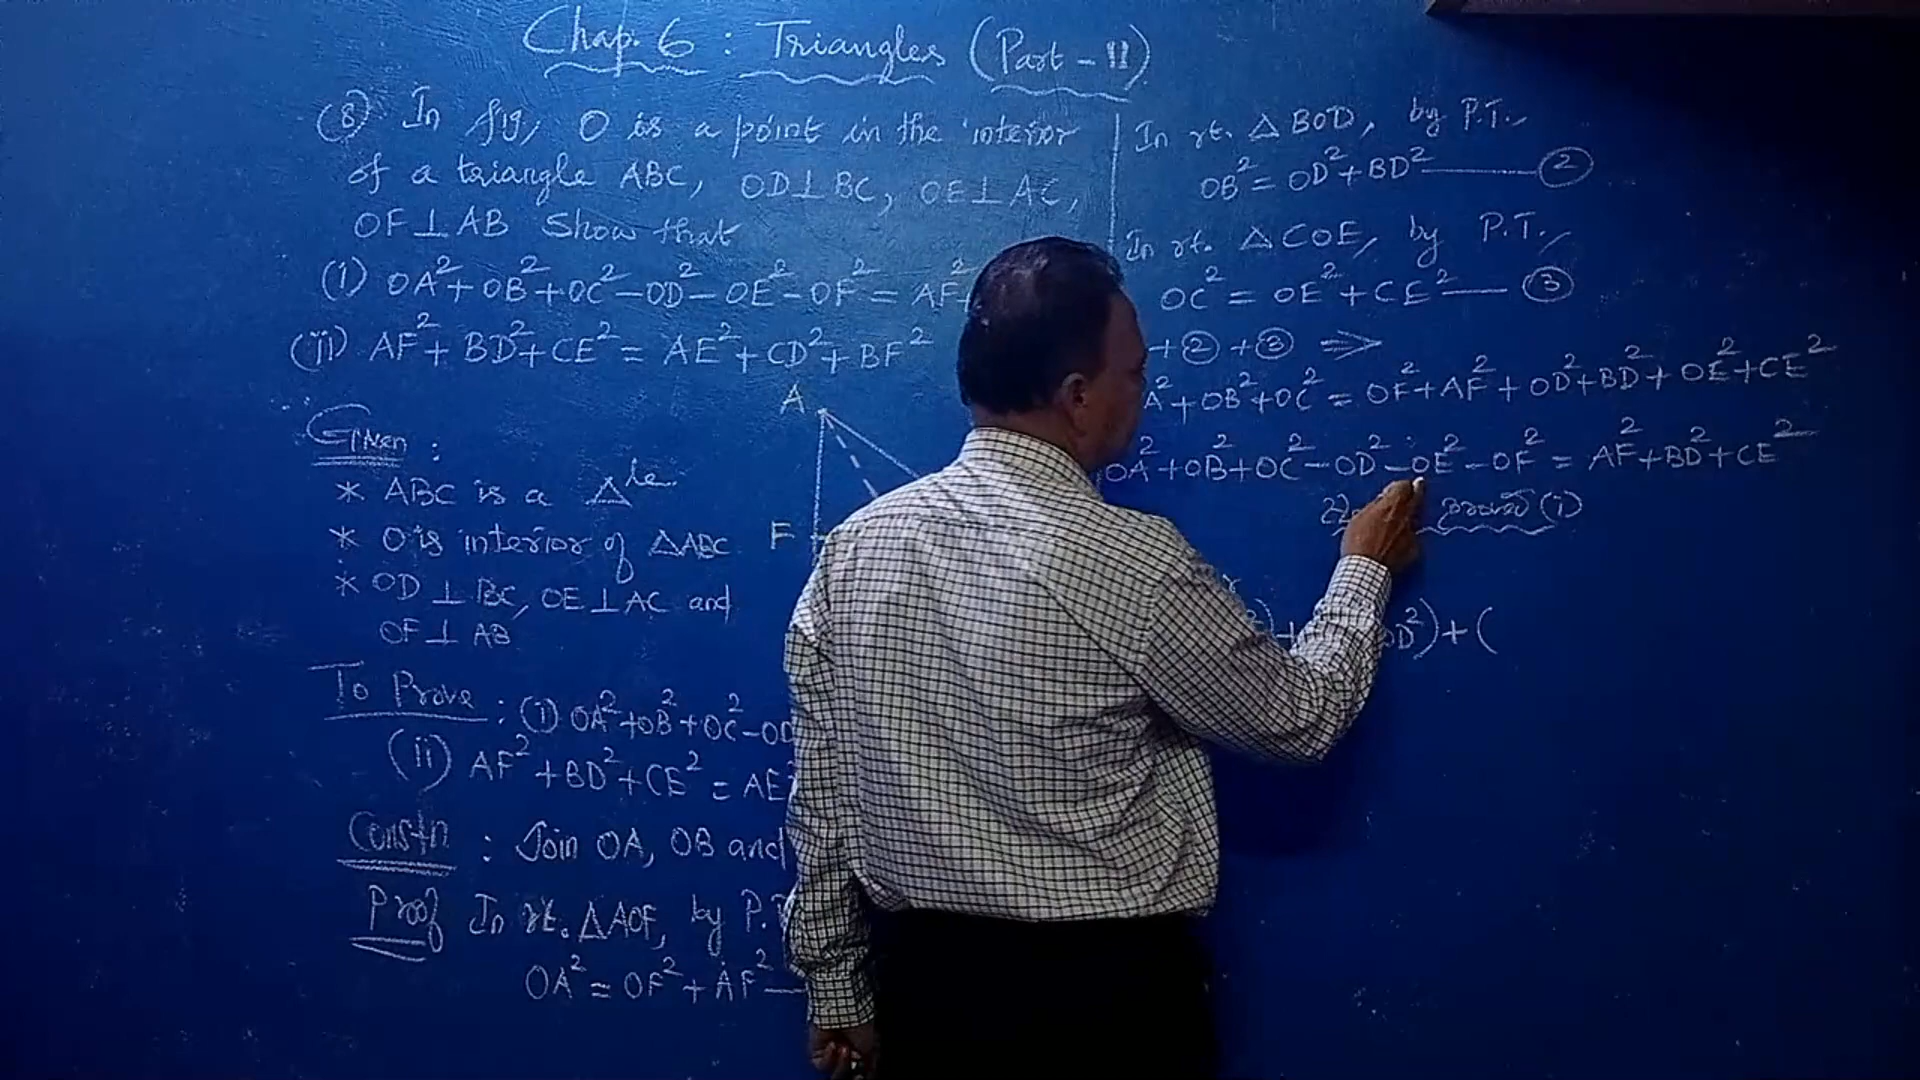 Chap. 6 : Triangles (Part - II)
(8) In fig, O is a point in the interior
of a triangle ABC, OD⊥BC, OE⊥AC,
OF⊥AB Show that
(i) OA²+OB²+OC²-OD²-OE²-OF² = AF²+
(ii) AF²+BD²+CE² = AE²+CD²+BF²
Given :
* ABC is a △le.
* O is interior of △ABC
* OD ⊥ BC, OE ⊥ AC and
OF ⊥ AB
To Prove : (i) OA²+OB²+OC²-OD
(ii) AF²+BD²+CE² = AE²
Constn : Join OA, OB and
Proof In rt. △AOF, by P.T
OA² = OF² + AF²
A
F
In rt. △BOD, by P.T.,
OB² = OD²+BD² — ②
In rt. △COE, by P.T.,
OC² = OE²+CE² — ③
+ ② + ③ ⇒
A²+OB²+OC² = OF²+AF²+OD²+BD²+OE²+CE²
OA²+OB²+OC²-OD²-OE²-OF² = AF²+BD²+CE²
proved (i)
²)+ OD²)+(